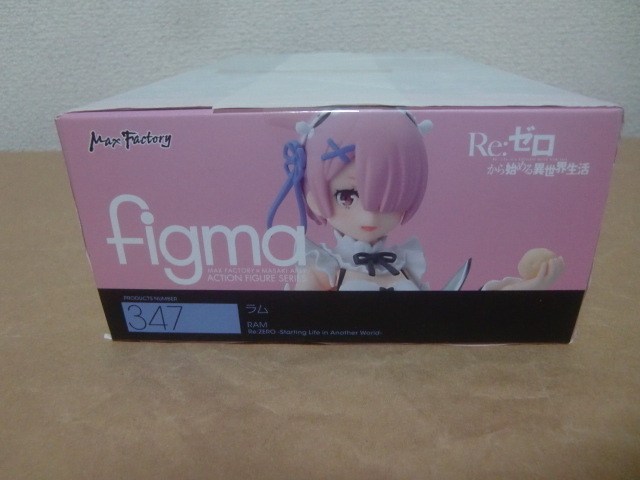 Max Factory
Re:ゼロ
から始める異世界生活
figma
MAX FACTORY × MASAKI APSY
ACTION FIGURE SERIES
PRODUCTS NUMBER
347
ラム
RAM
Re:ZERO -Starting Life in Another World-